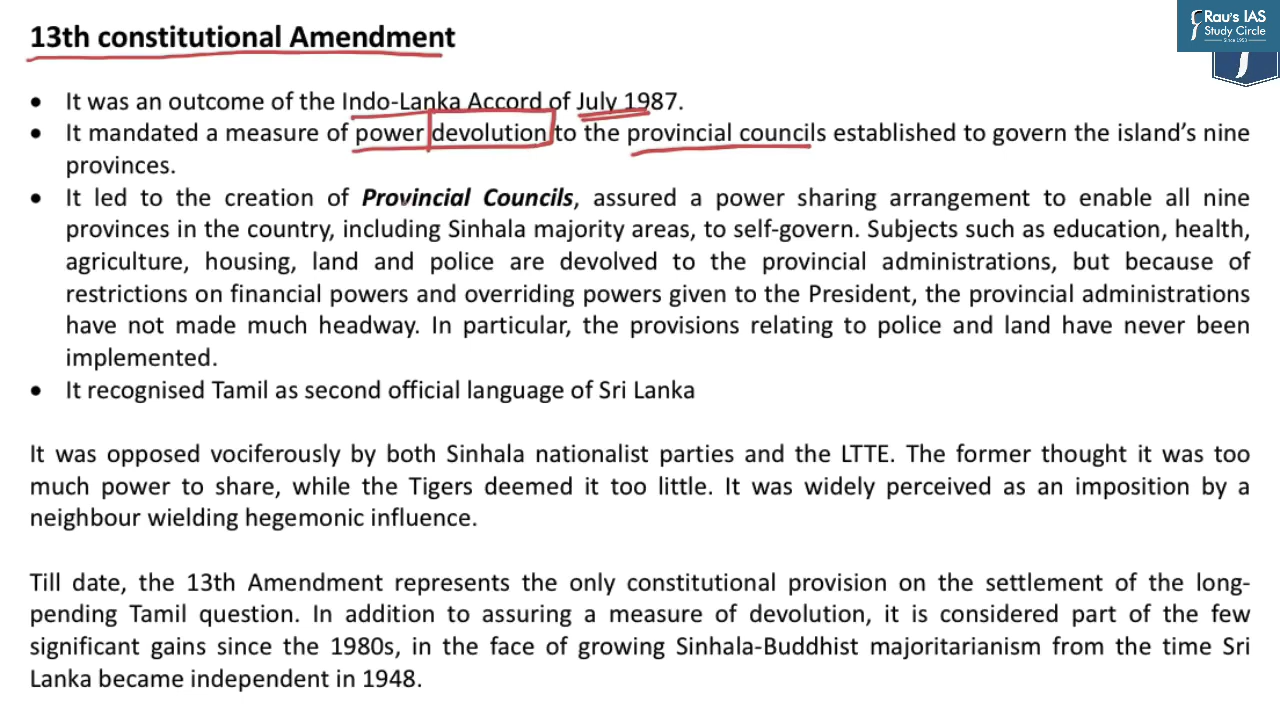 Rau's IAS
Study Circle
Since 1953
13th constitutional Amendment
• It was an outcome of the Indo-Lanka Accord of July 1987.
• It mandated a measure of power devolution to the provincial councils established to govern the island's nine
provinces.
• It led to the creation of Provincial Councils, assured a power sharing arrangement to enable all nine
provinces in the country, including Sinhala majority areas, to self-govern. Subjects such as education, health,
agriculture, housing, land and police are devolved to the provincial administrations, but because of
restrictions on financial powers and overriding powers given to the President, the provincial administrations
have not made much headway. In particular, the provisions relating to police and land have never been
implemented.
• It recognised Tamil as second official language of Sri Lanka
It was opposed vociferously by both Sinhala nationalist parties and the LTTE. The former thought it was too
much power to share, while the Tigers deemed it too little. It was widely perceived as an imposition by a
neighbour wielding hegemonic influence.
Till date, the 13th Amendment represents the only constitutional provision on the settlement of the long-
pending Tamil question. In addition to assuring a measure of devolution, it is considered part of the few
significant gains since the 1980s, in the face of growing Sinhala-Buddhist majoritarianism from the time Sri
Lanka became independent in 1948.